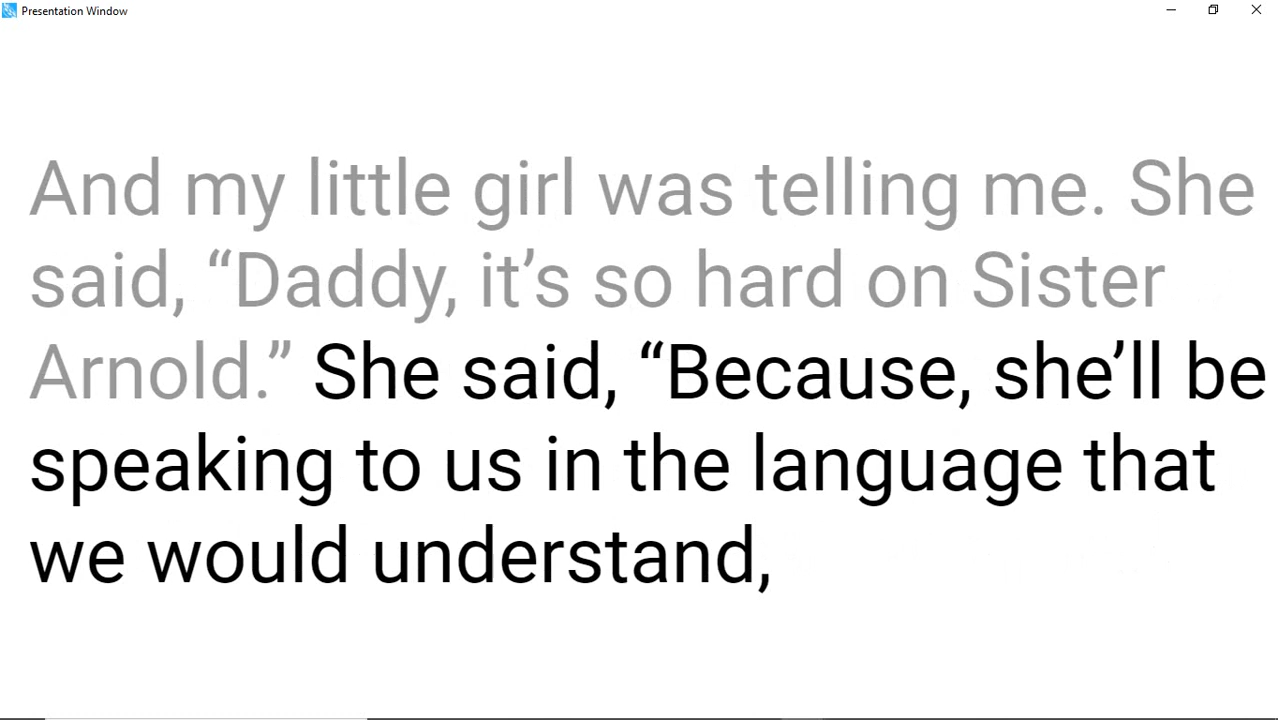 Presentation Window
And my little girl was telling me. She
said, “Daddy, it’s so hard on Sister
Arnold.” She said, “Because, she’ll be
speaking to us in the language that
we would understand,